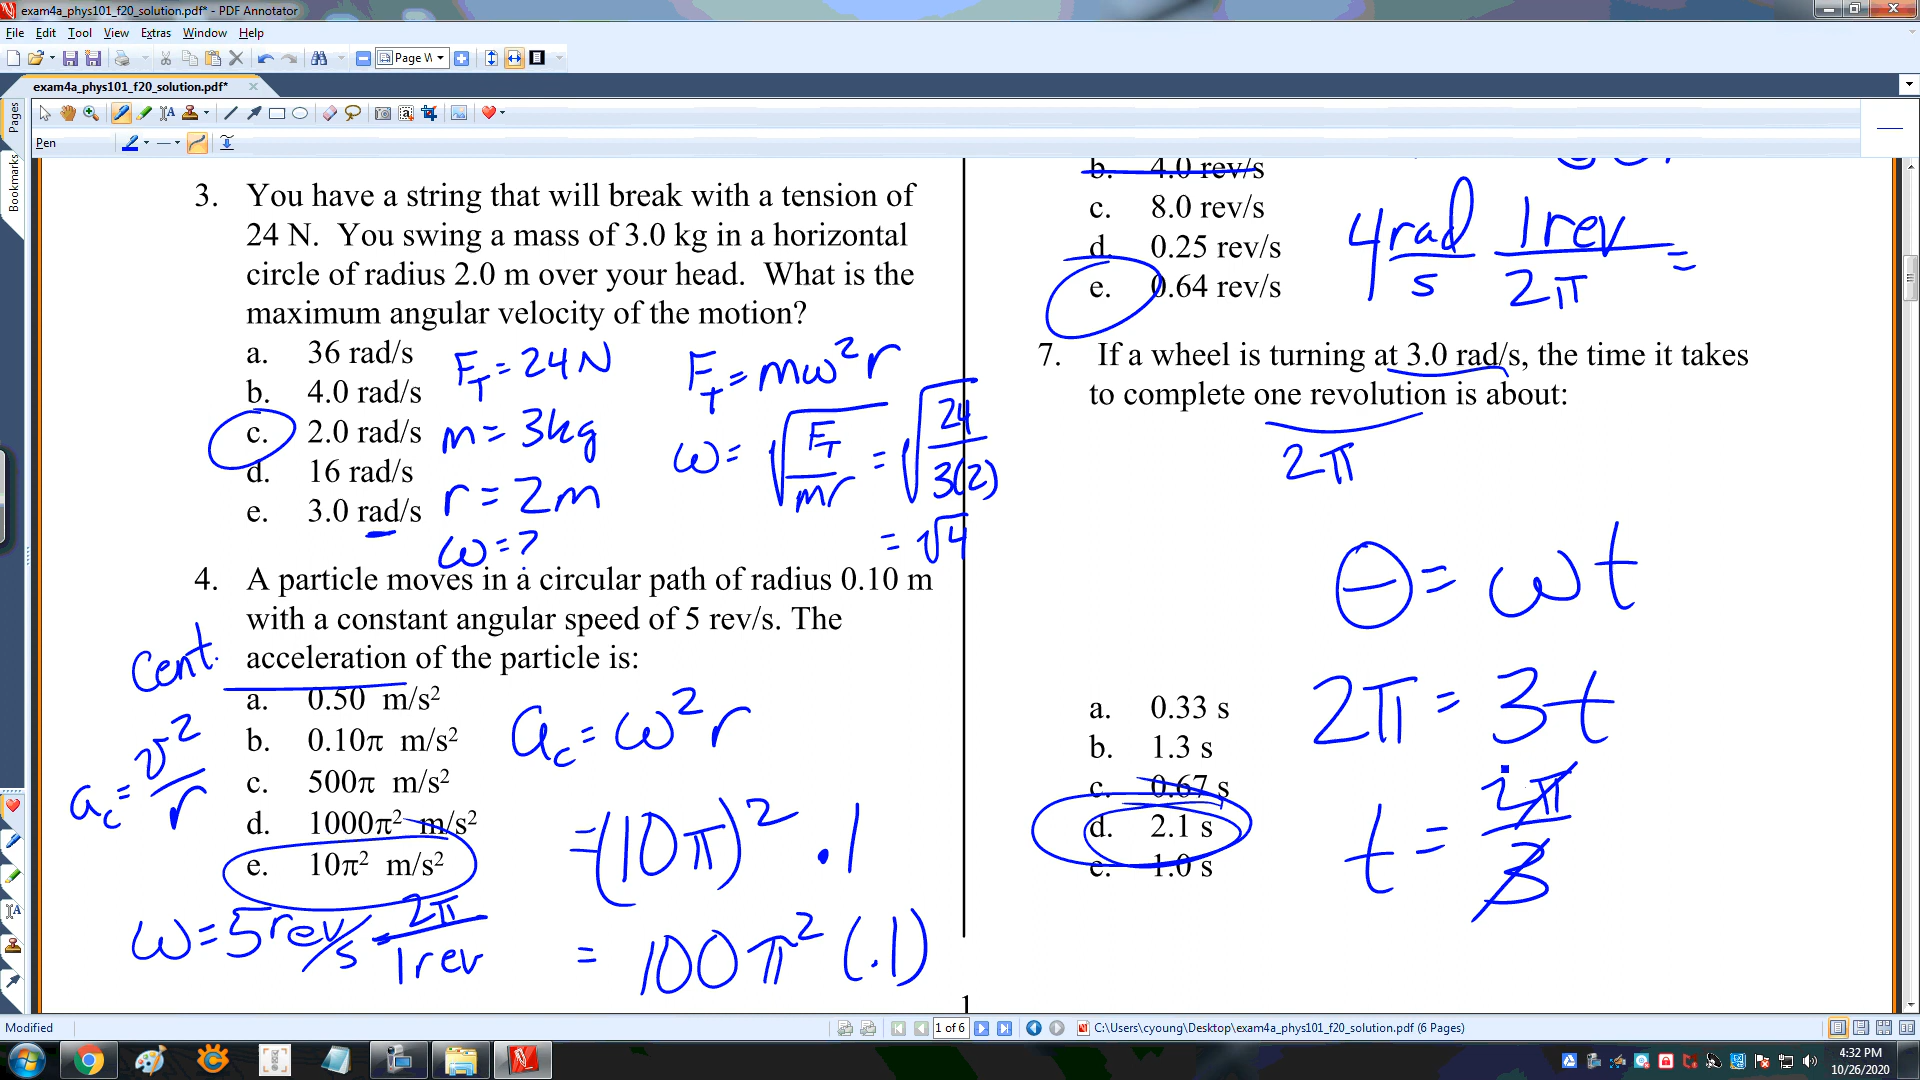 exam4a_phys101_f20_solution.pdf* - PDF Annotator
File Edit Tool View Extras Window Help
Page W
exam4a_phys101_f20_solution.pdf*
Pen
Pages
Bookmarks
3. You have a string that will break with a tension of
24 N. You swing a mass of 3.0 kg in a horizontal
circle of radius 2.0 m over your head. What is the
maximum angular velocity of the motion?
a. 36 rad/s
b. 4.0 rad/s
c. 2.0 rad/s
d. 16 rad/s
e. 3.0 rad/s
F_T = 24 N
m = 3kg
r = 2m
ω = ?
F_T = mω²r
ω = √(F_T/mr) = √(24/3(2))
= √4
4. A particle moves in a circular path of radius 0.10 m
with a constant angular speed of 5 rev/s. The
acceleration of the particle is:
cent.
a. 0.50 m/s²
b. 0.10π m/s²
c. 500π m/s²
d. 1000π² m/s²
e. 10π² m/s²
a_c = v²/r
a_c = ω²r
= (10π)² .1
= 100π² (.1)
ω = 5 rev/s 2π/1 rev
b. 4.0 rev/s
c. 8.0 rev/s
d. 0.25 rev/s
e. 0.64 rev/s
4 rad/s 1 rev/2π =
7. If a wheel is turning at 3.0 rad/s, the time it takes
to complete one revolution is about:
2π
θ = ωt
2π = 3t
t = 2π/3
a. 0.33 s
b. 1.3 s
c. 0.67 s
d. 2.1 s
e. 1.0 s
1
Modified
1 of 6
C:\Users\cyoung\Desktop\exam4a_phys101_f20_solution.pdf (6 Pages)
4:32 PM
10/26/2020